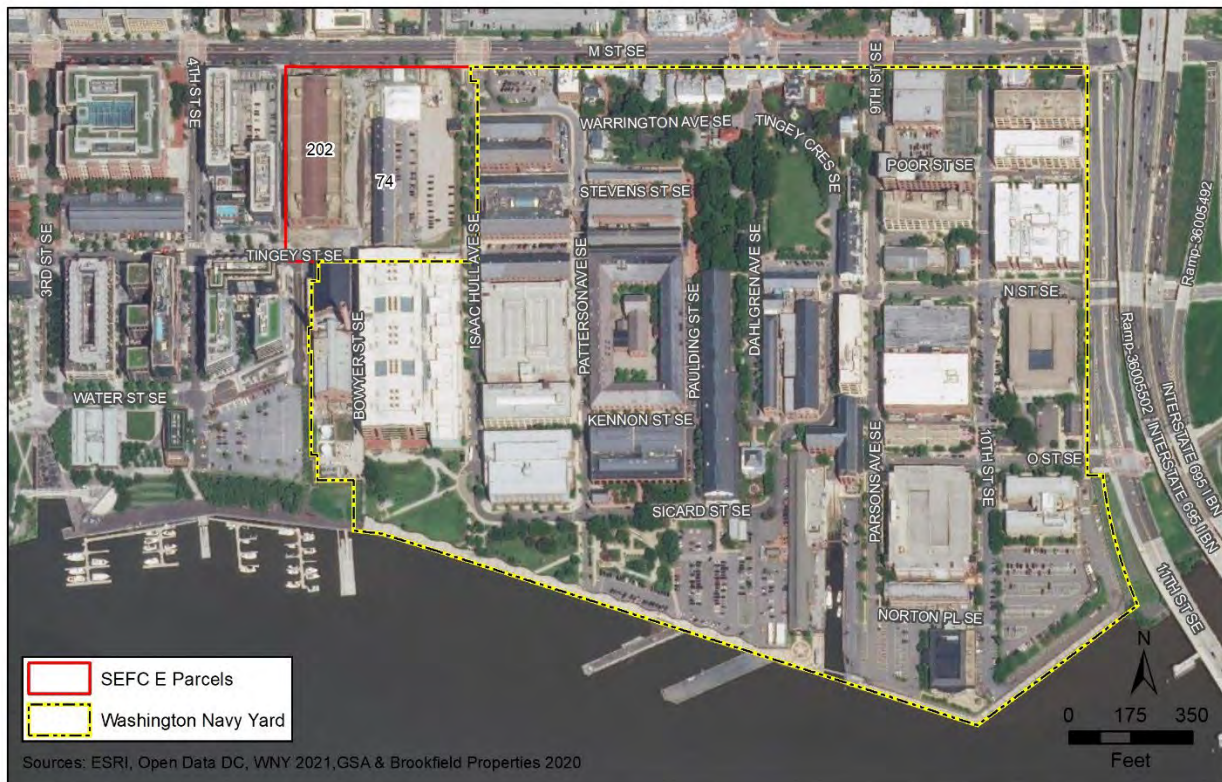 M ST SE
4TH ST SE
9TH ST SE
WARRINGTON AVE SE
TINGEY CRES SE
202
74
POOR ST SE
STEVENS ST SE
Ramp-36005492
3RD ST SE
TINGEY ST SE
ISAAC HULL AVE SE
PATTERSON AVE SE
PAULDING ST SE
DAHLGREN AVE SE
N ST SE
BOWYER ST SE
Ramp-36005502
INTERSTATE 695 I BN
INTERSTATE 695 I BN
WATER ST SE
KENNON ST SE
PARSONS AVE SE
10TH ST SE
O ST SE
SICARD ST SE
11TH ST SE
NORTON PL SE
N
SEFC E Parcels
Washington Navy Yard
0 175 350
Feet
Sources: ESRI, Open Data DC, WNY 2021,GSA & Brookfield Properties 2020